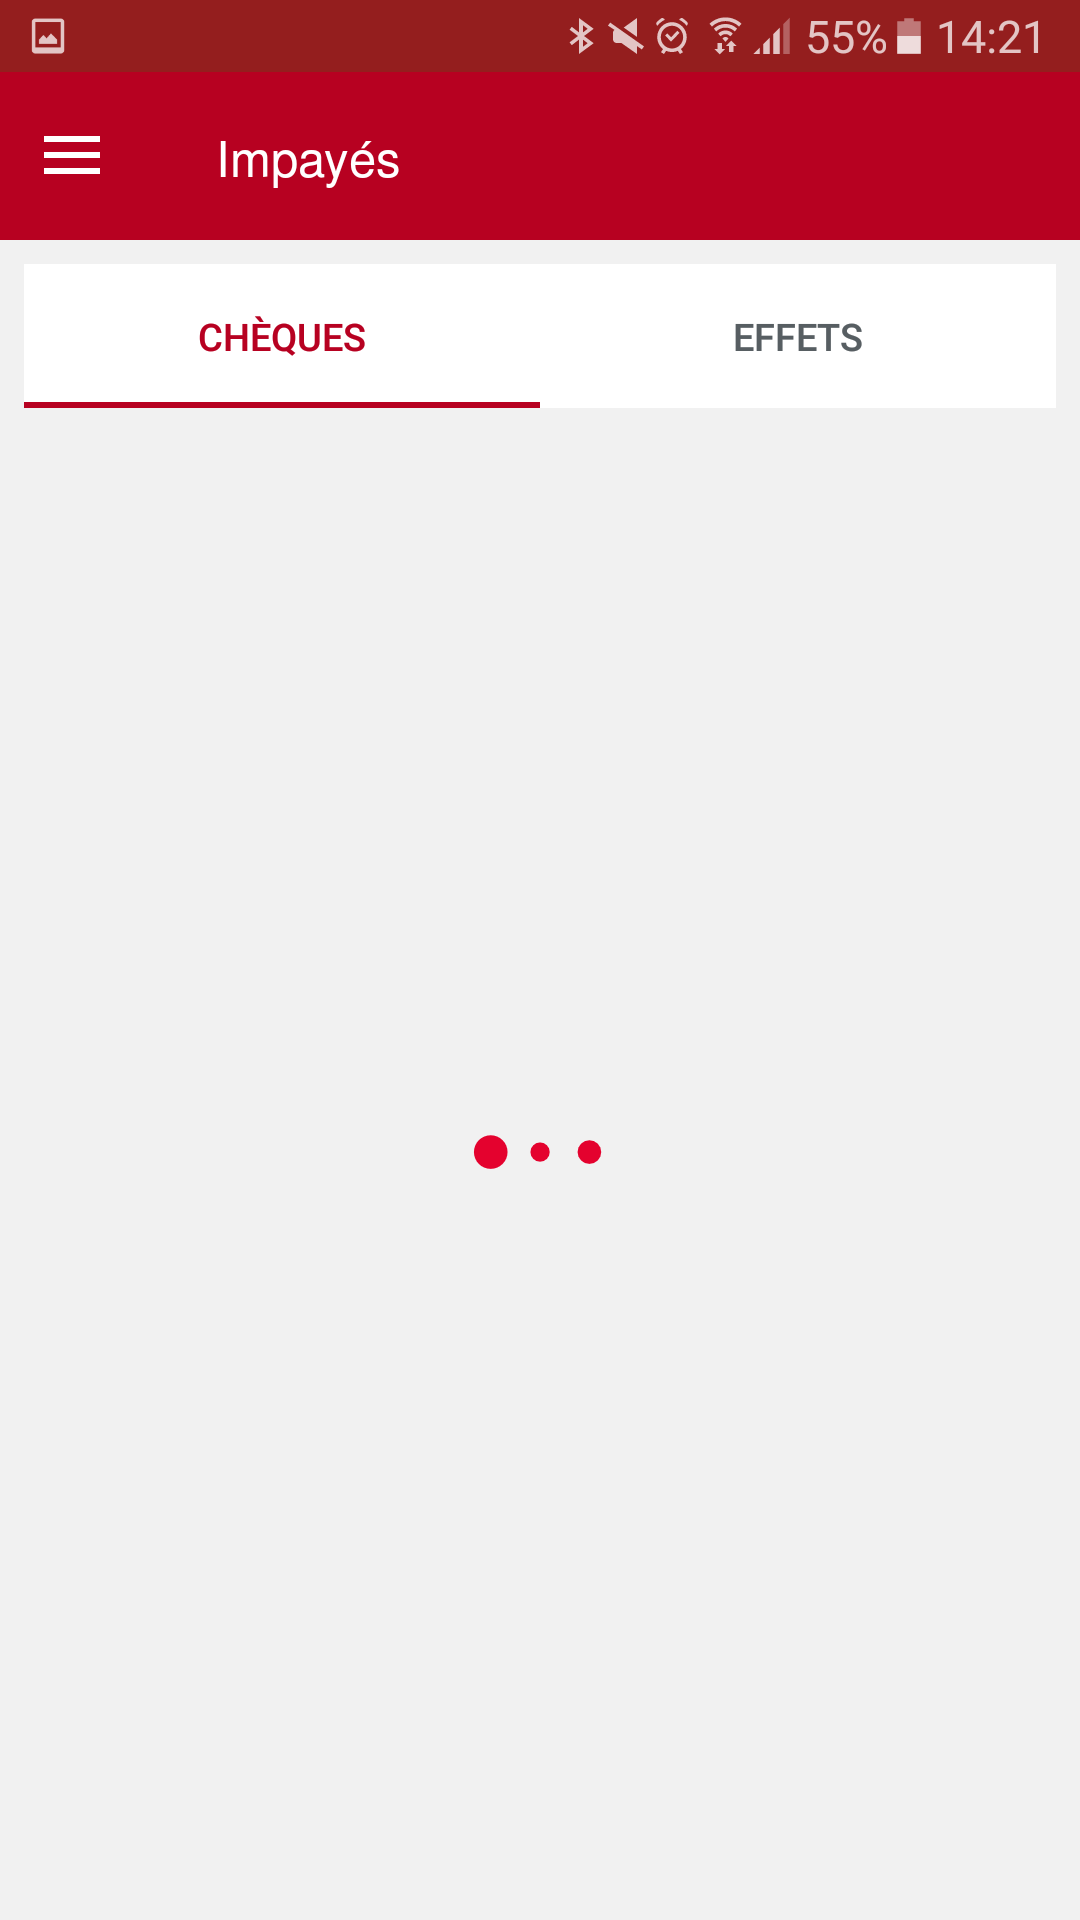 55% 14:21
Impayés
CHÈQUES EFFETS